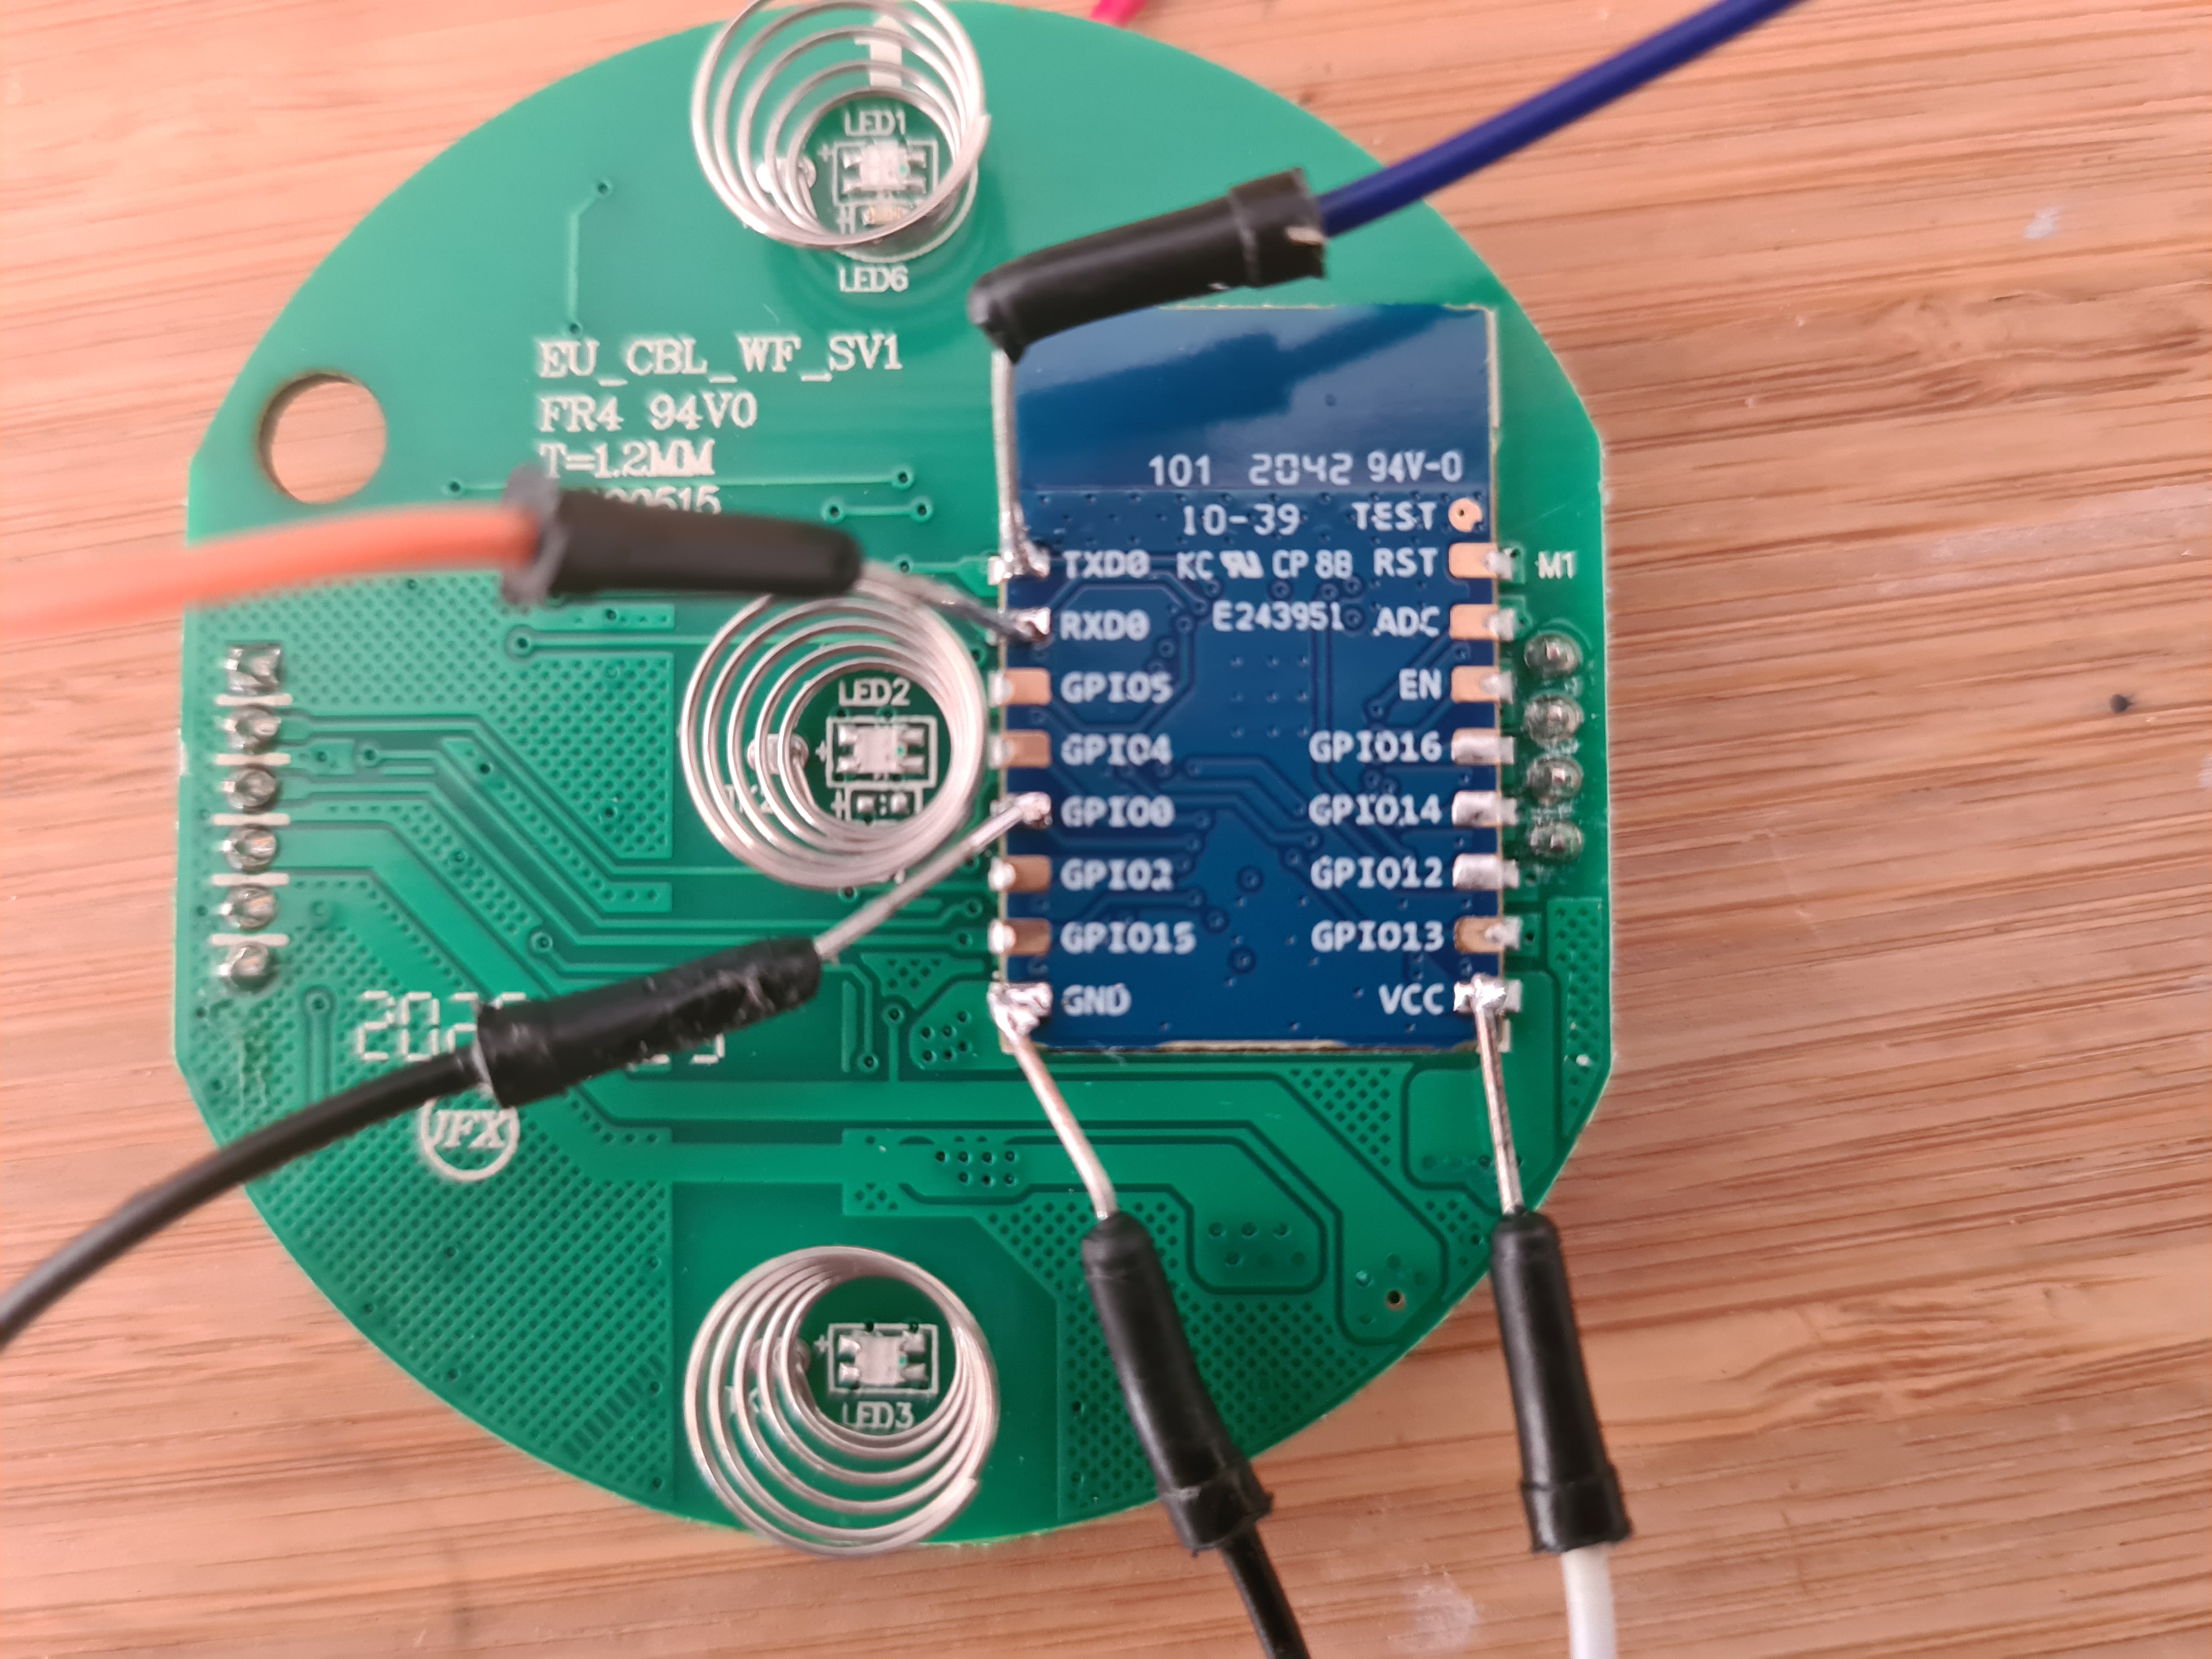 JFX
EU_CBL_WF_SV1
FR4 94V0
T=1.2MM
LED3
LED2
LED1
LED6
GND
GPIO15
GPIO2
GPIO0
GPIO4
GPIO5
RXD0
TXD0
KC CP 8B
E243951
10-39
101 2042 94V-0
VCC
GPIO13
GPIO12
GPIO14
GPIO16
EN
ADC
RST
TEST
M1